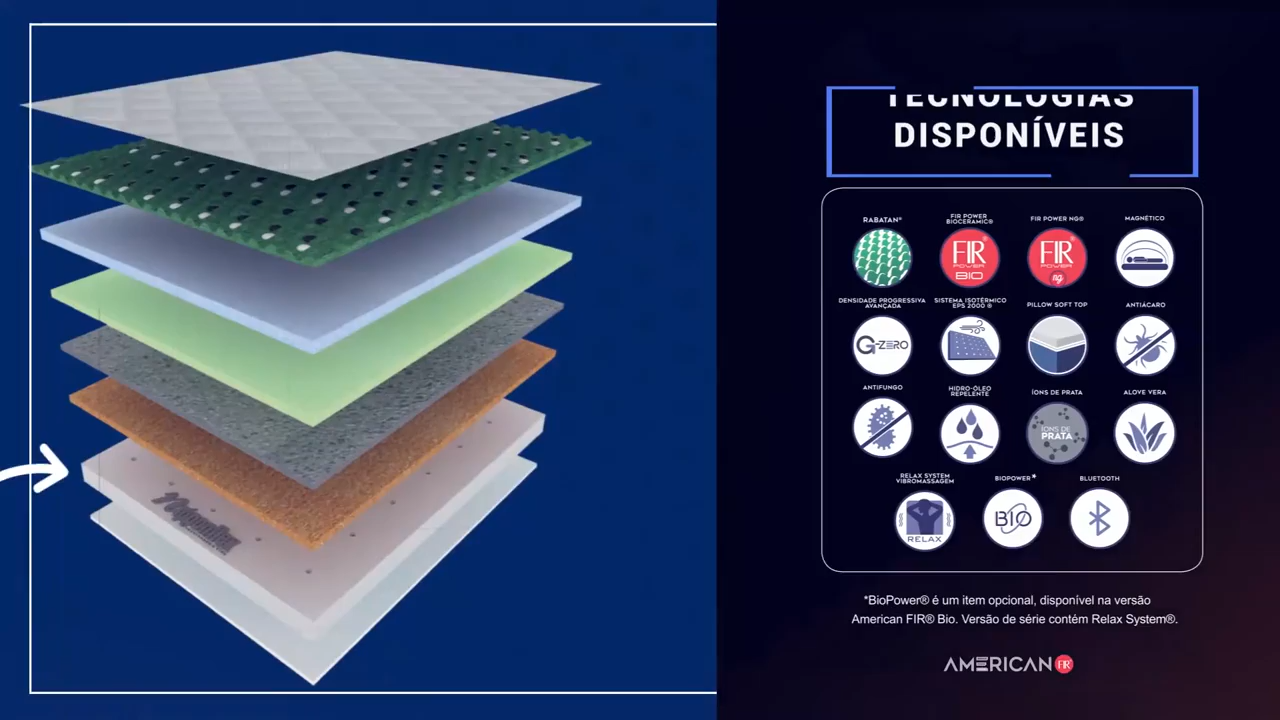 TECNOLOGIAS
DISPONÍVEIS
RABATAN®
FIR POWER
BIOCERAMIC®
FIR POWER NG®
MAGNÉTICO
FIR
POWER
BIO
FIR
POWER
ng
DENSIDADE PROGRESSIVA
AVANÇADA
SISTEMA ISOTÉRMICO
EPS 2000 ®
PILLOW SOFT TOP
ANTIÁCARO
G-ZERO
ANTIFUNGO
HIDRO-ÓLEO
REPELENTE
ÍONS DE PRATA
ALOVE VERA
ÍONS DE
PRATA
RELAX SYSTEM
VIBROMASSAGEM
BIOPOWER*
BLUETOOTH
RELAX
BIO
*BioPower® é um item opcional, disponível na versão
American FIR® Bio. Versão de série contém Relax System®.
AMERICAN FIR